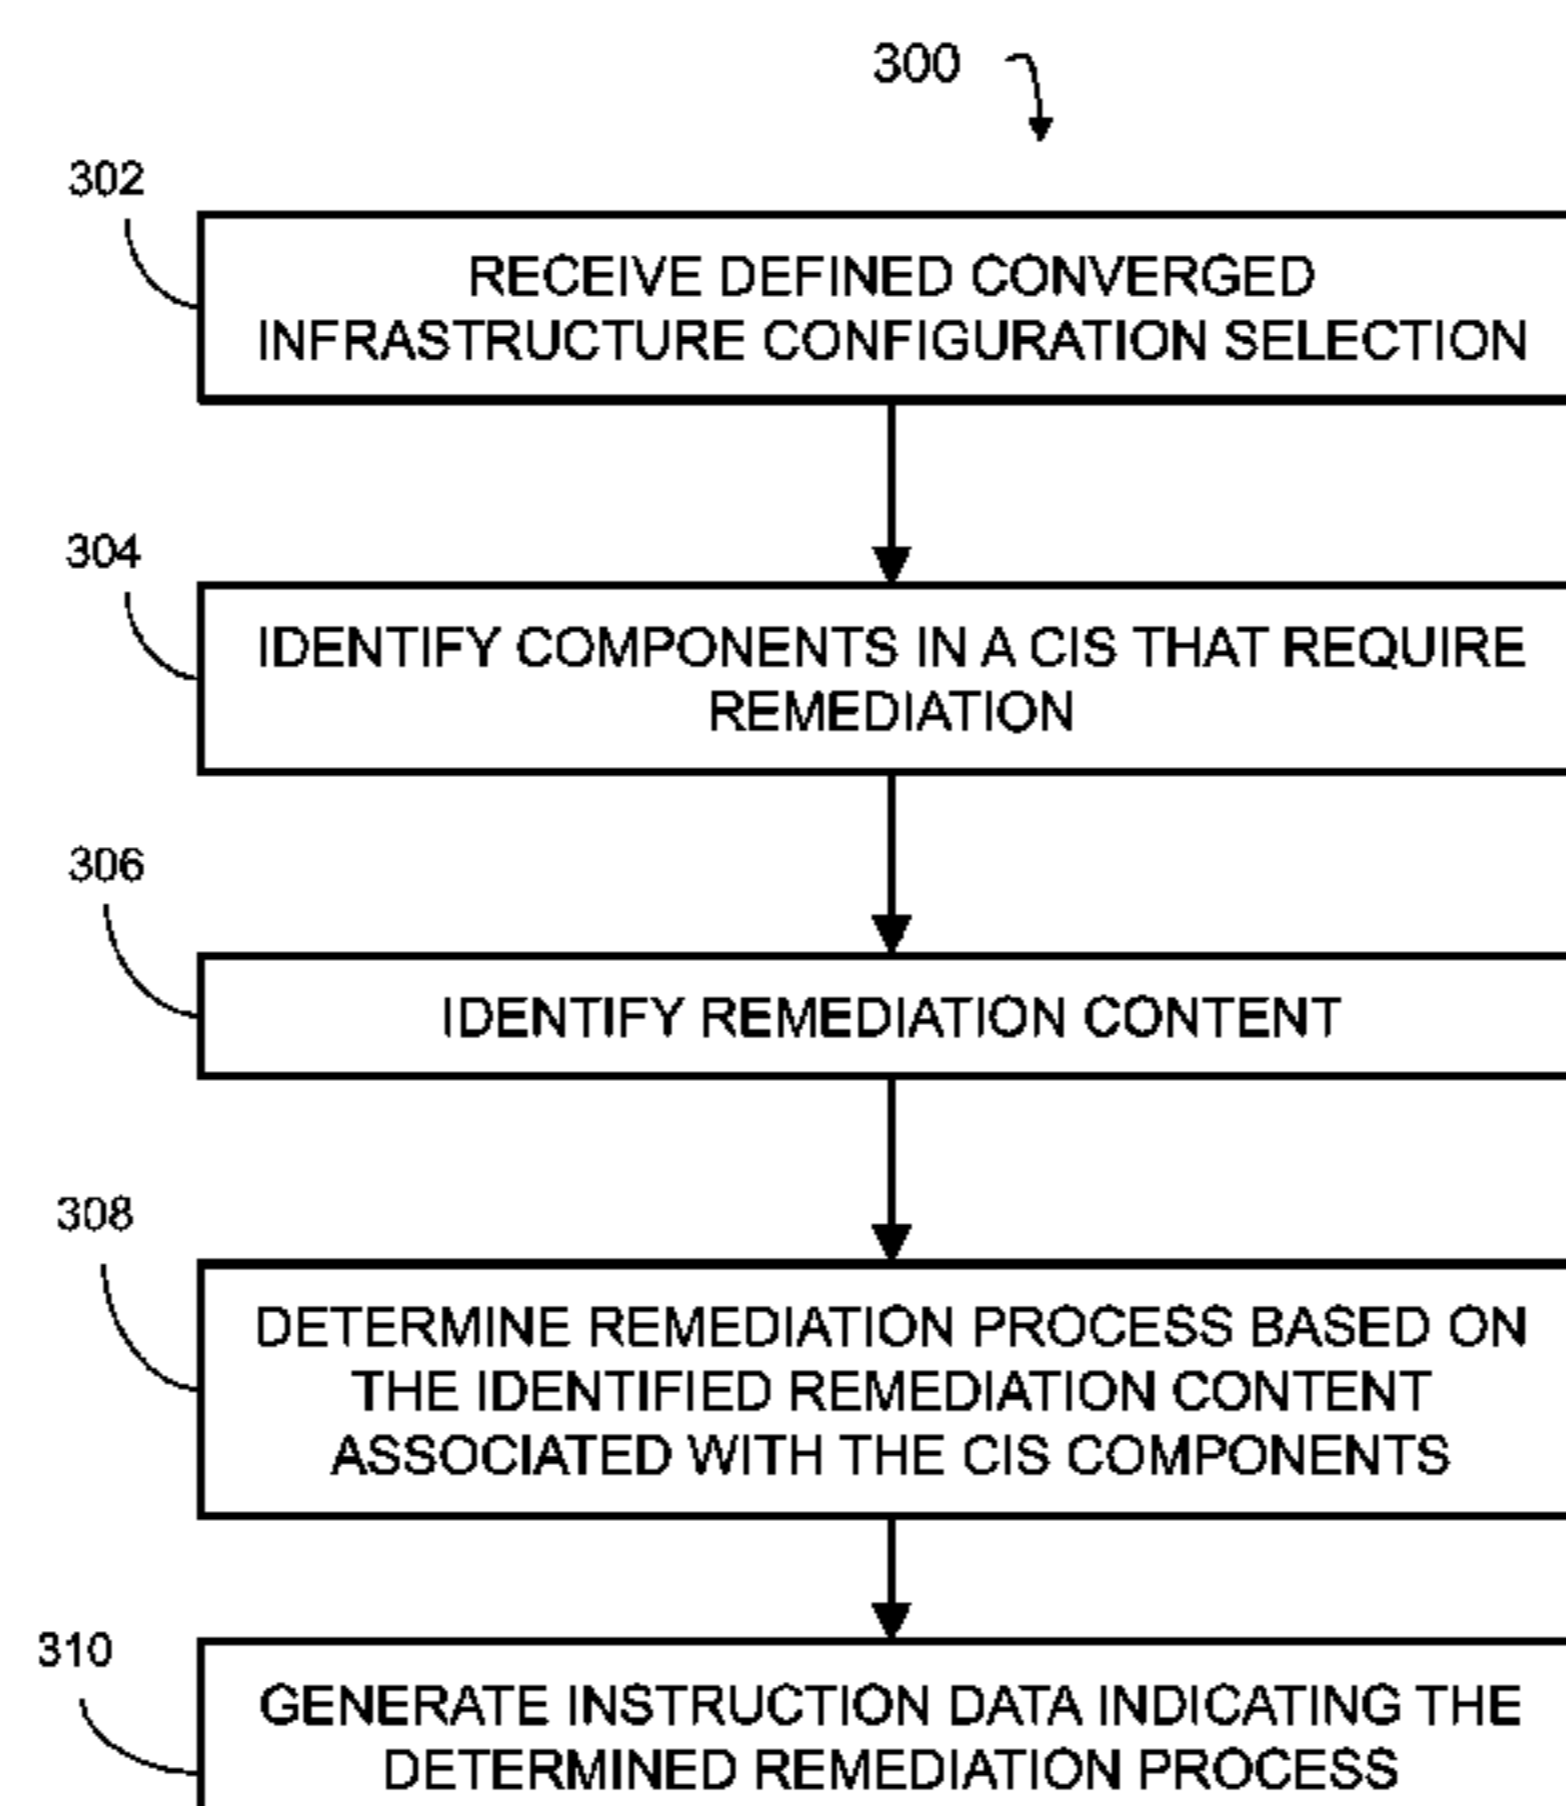 300
302
RECEIVE DEFINED CONVERGED
INFRASTRUCTURE CONFIGURATION SELECTION
304
IDENTIFY COMPONENTS IN A CIS THAT REQUIRE
REMEDIATION
306
IDENTIFY REMEDIATION CONTENT
308
DETERMINE REMEDIATION PROCESS BASED ON
THE IDENTIFIED REMEDIATION CONTENT
ASSOCIATED WITH THE CIS COMPONENTS
310
GENERATE INSTRUCTION DATA INDICATING THE
DETERMINED REMEDIATION PROCESS